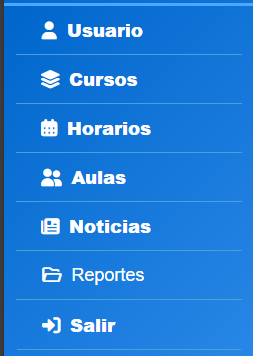 Usuario
Cursos
Horarios
Aulas
Noticias
Reportes
Salir